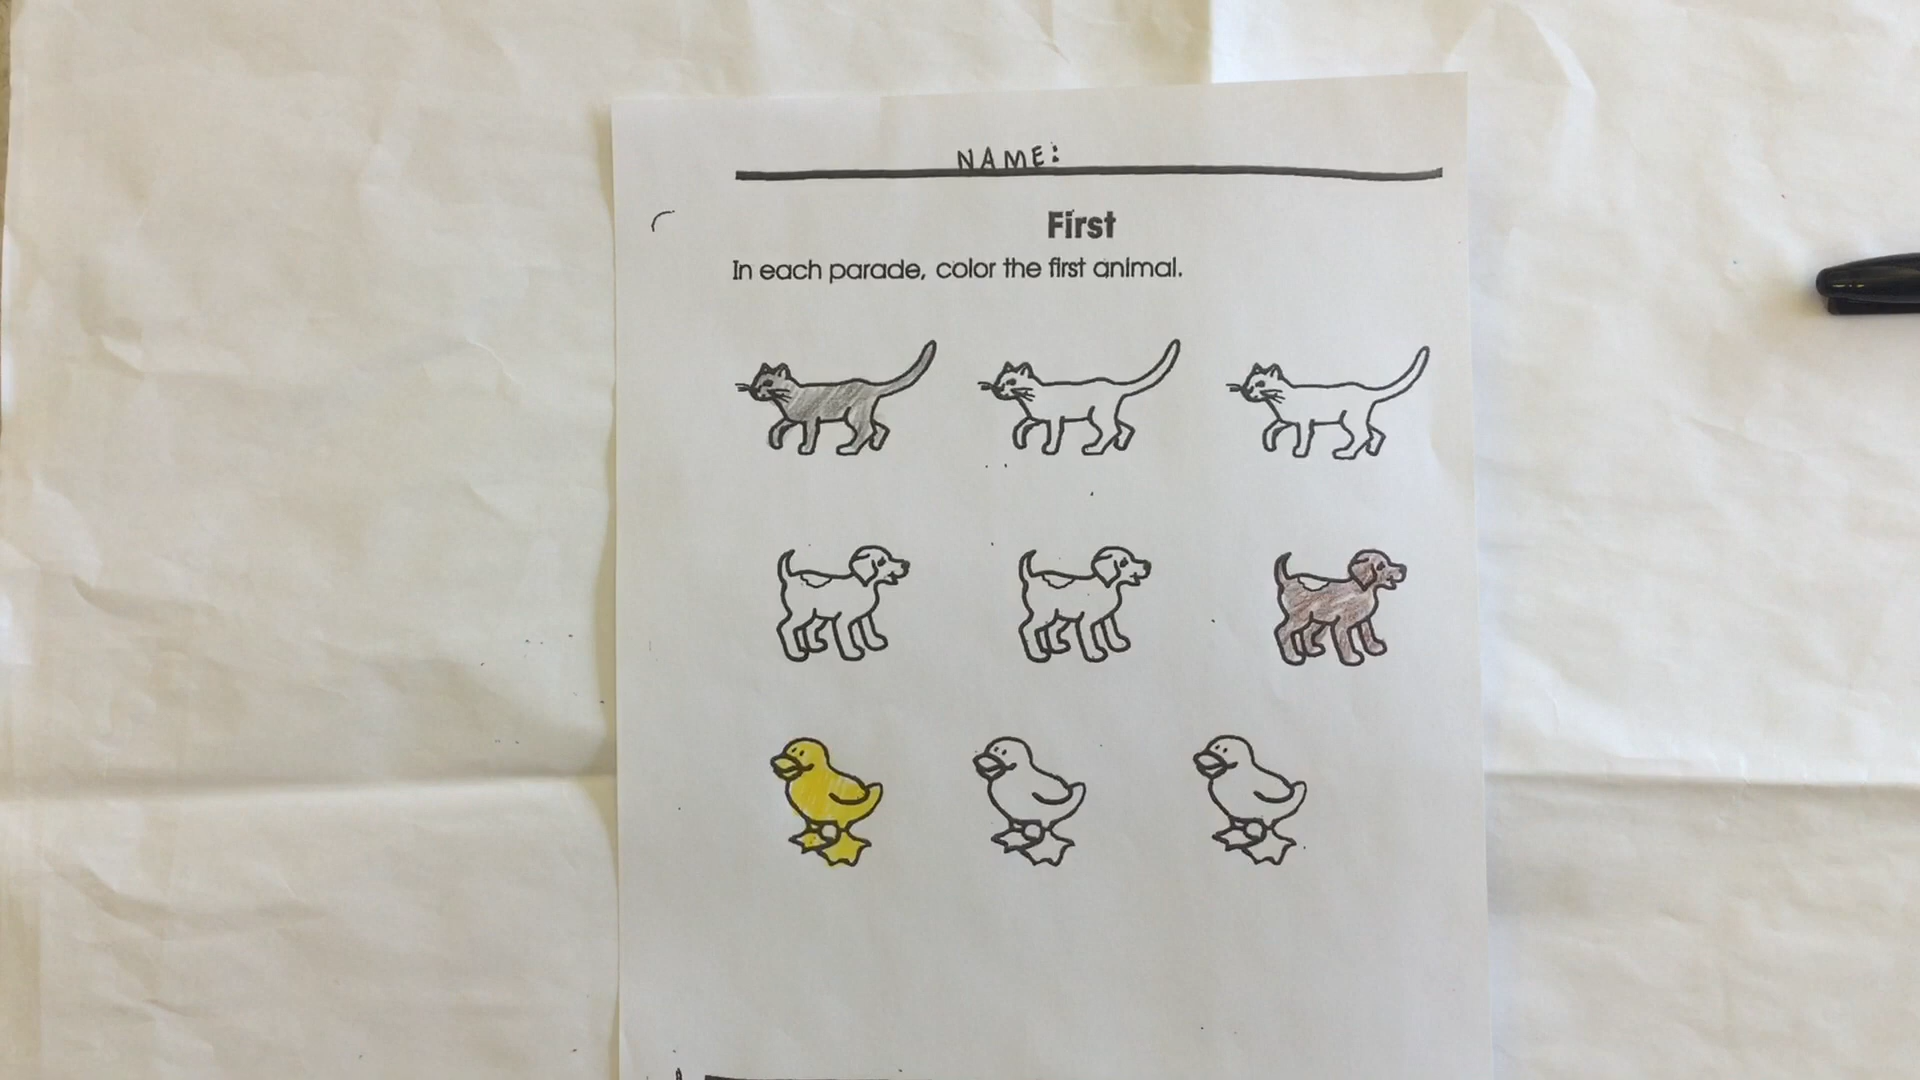 NAME:
First
In each parade, color the first animal.